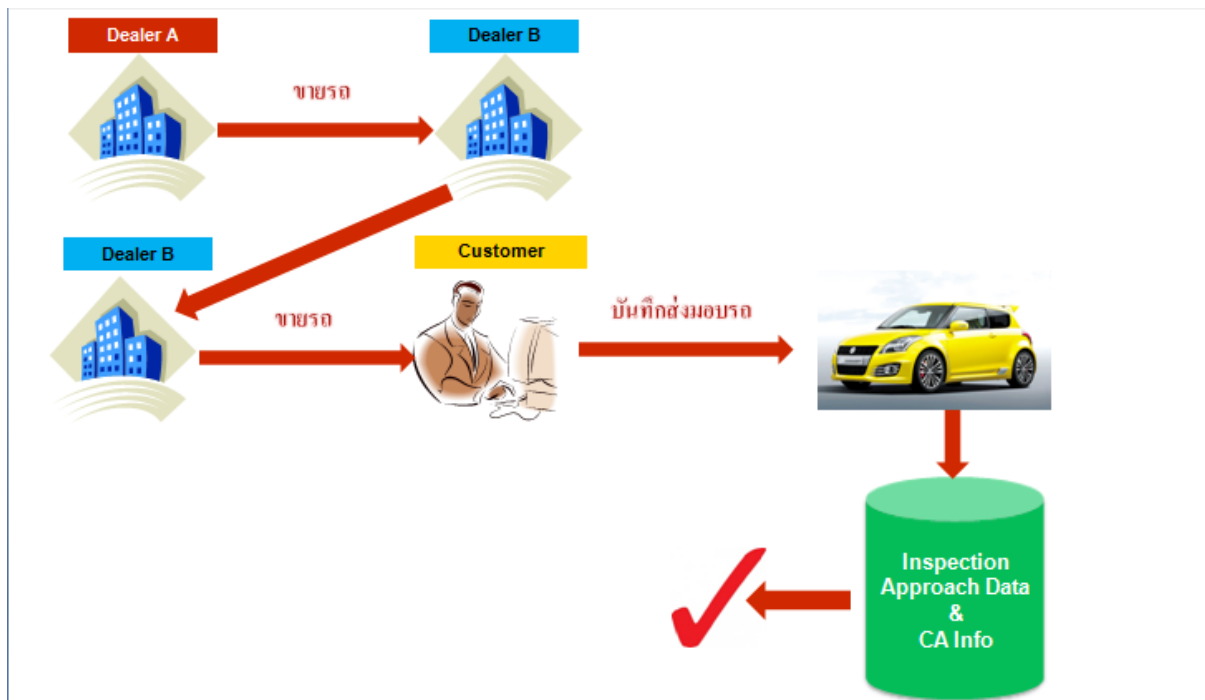 Dealer A
Dealer B
ขายรถ
Dealer B
Customer
ขายรถ
บันทึกส่งมอบรถ
Inspection
Approach Data
&
CA Info